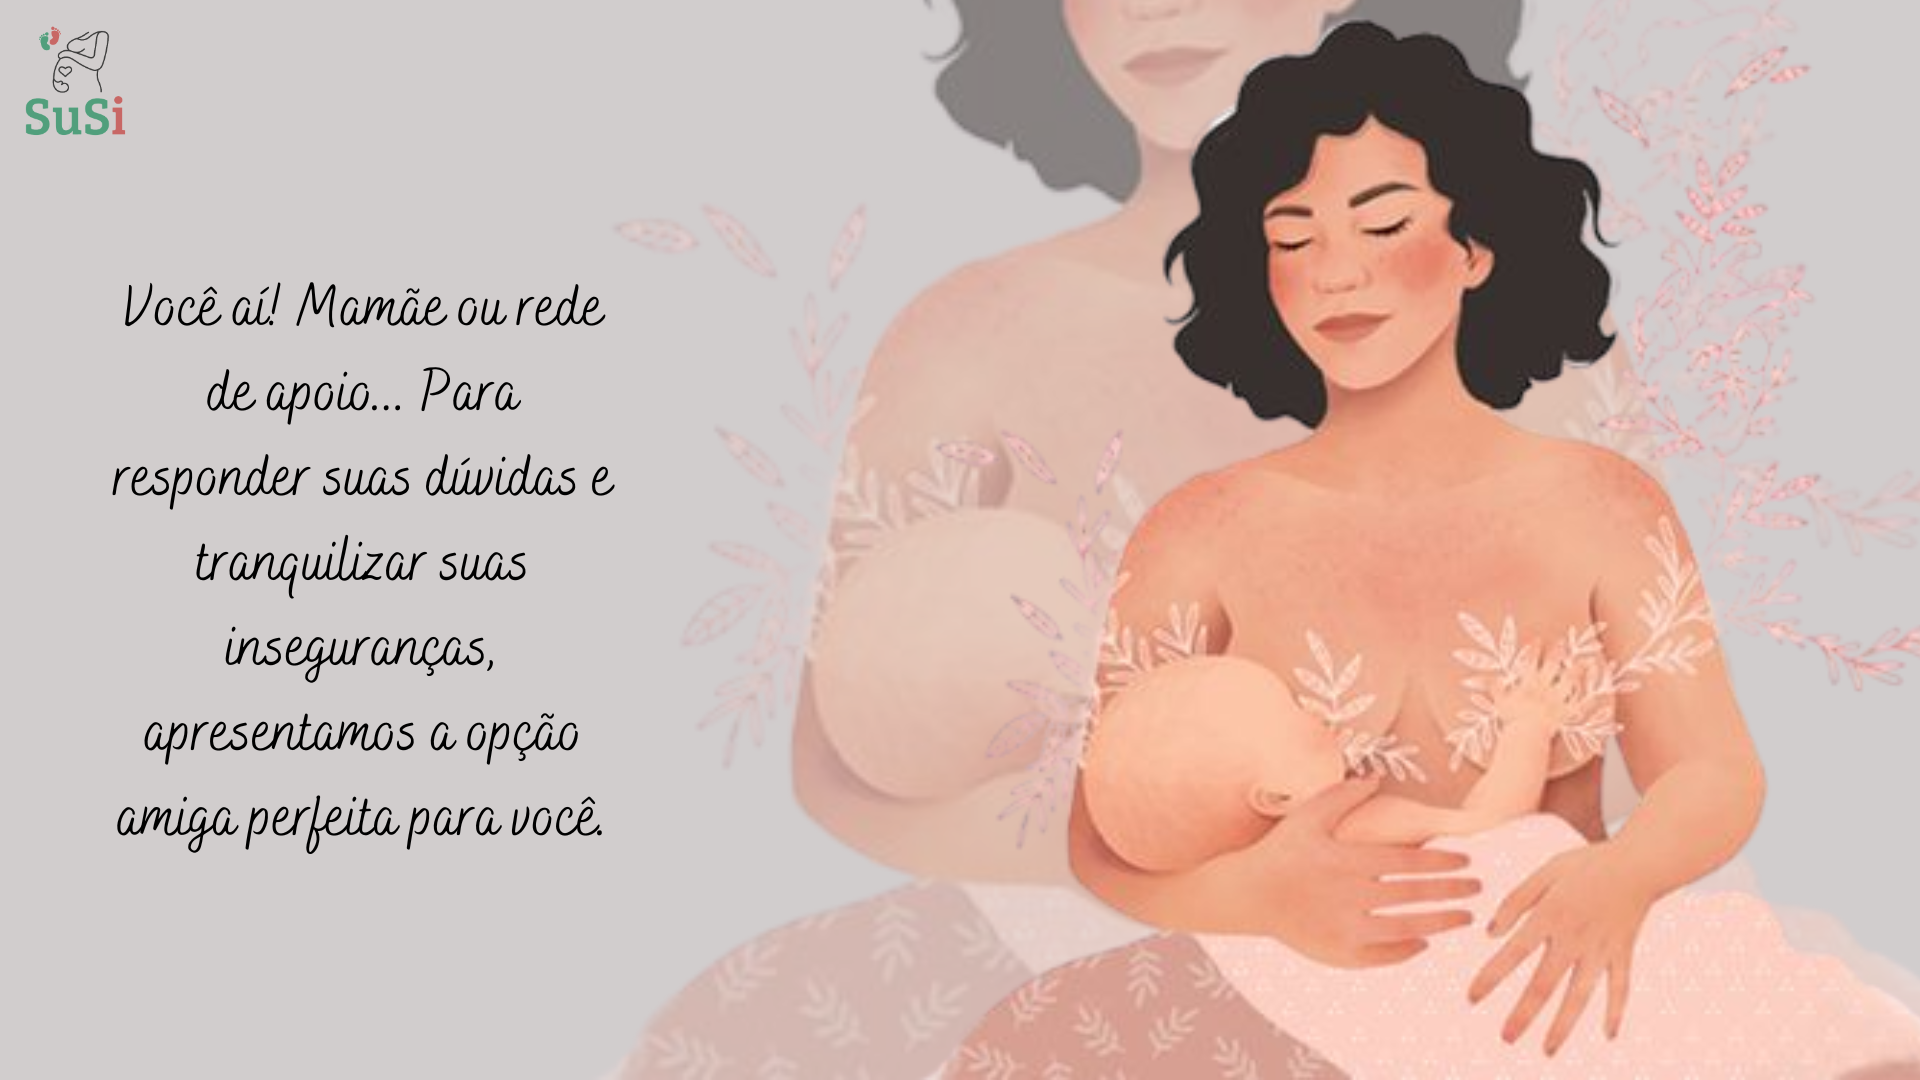 SuSi
Você aí! Mamãe ou rede
de apoio... Para
responder suas dúvidas e
tranquilizar suas
inseguranças,
apresentamos a opção
amiga perfeita para você.